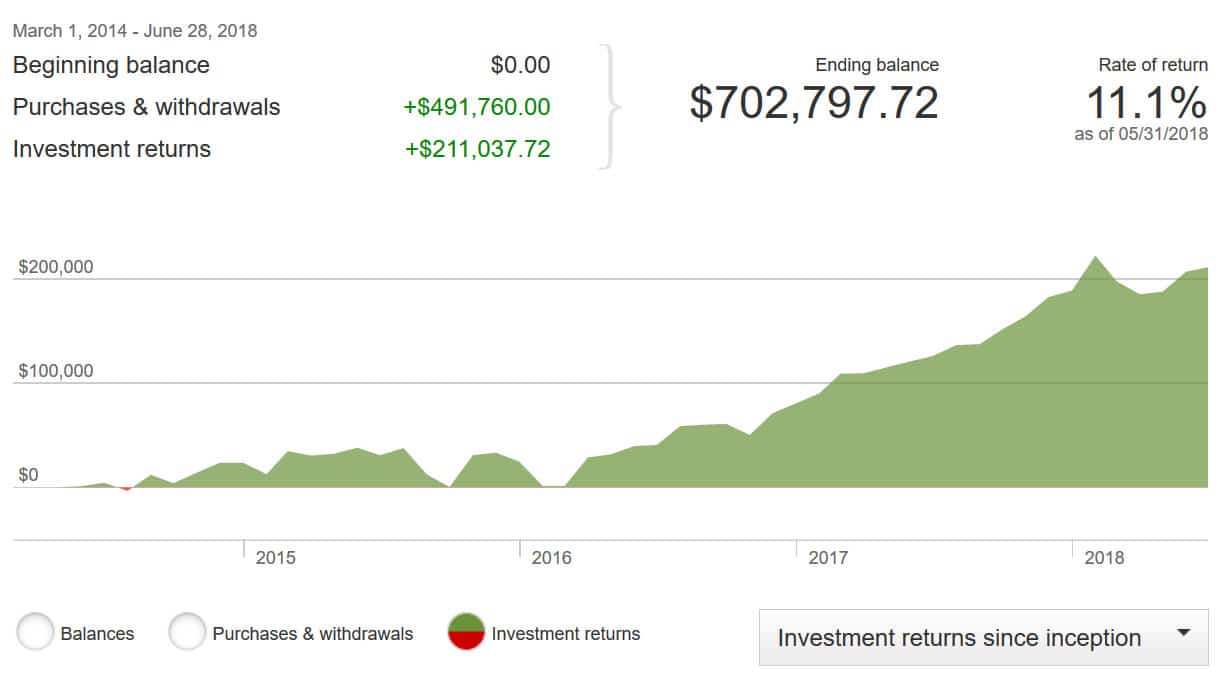 March 1, 2014 - June 28, 2018
Beginning balance $0.00
Purchases & withdrawals +$491,760.00
Investment returns +$211,037.72
Ending balance
$702,797.72
Rate of return
11.1%
as of 05/31/2018
$200,000
$100,000
$0
2015 2016 2017 2018
Balances Purchases & withdrawals Investment returns
Investment returns since inception